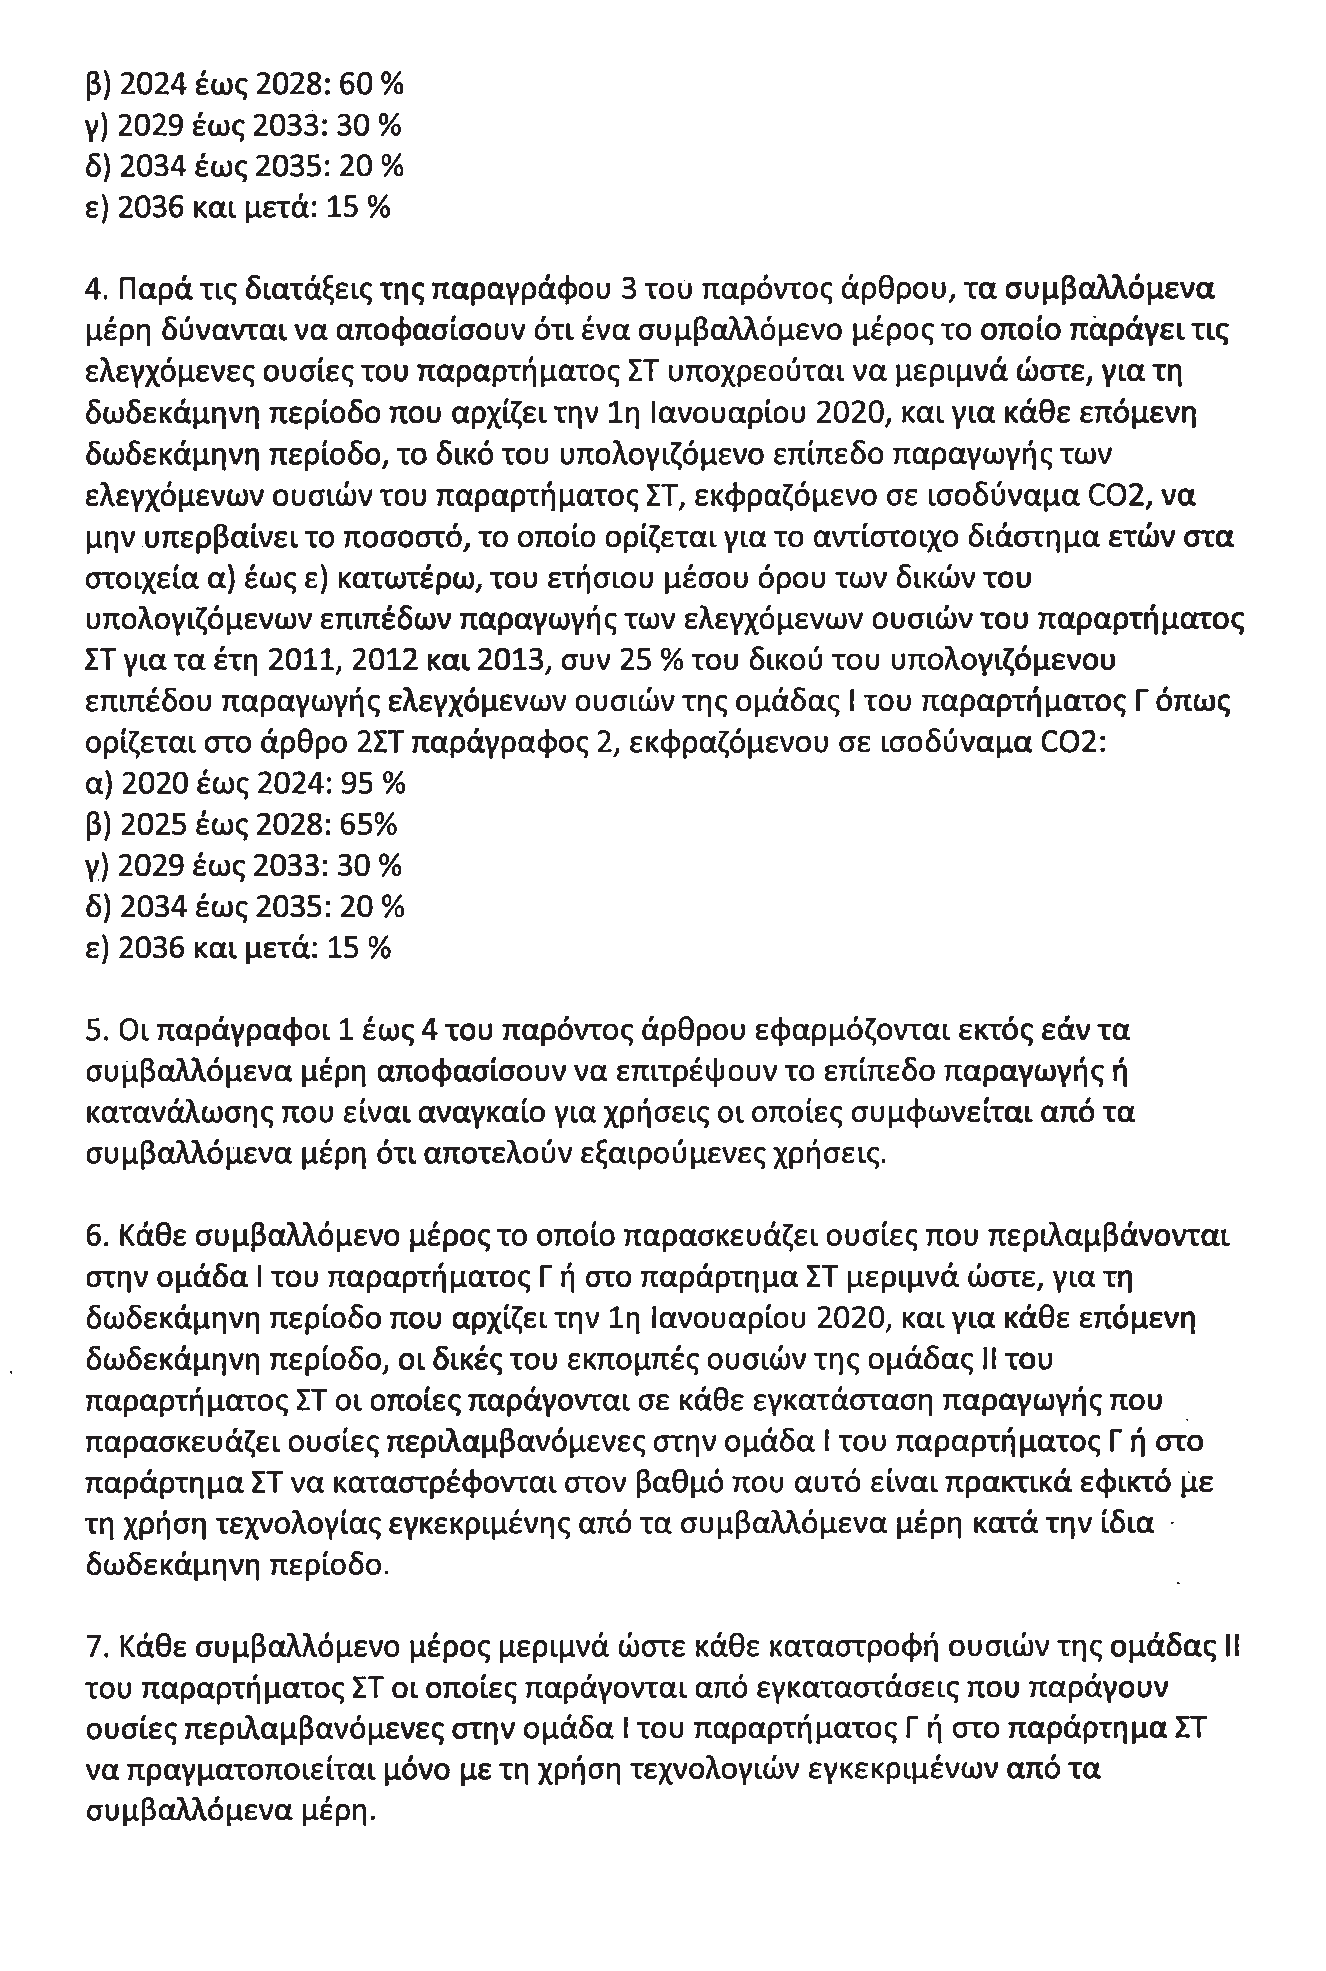 β) 2024 έως 2028: 60 %
γ) 2029 έως 2033: 30 %
δ) 2034 έως 2035: 20 %
ε) 2036 και μετά: 15 %
4. Παρά τις διατάξεις της παραγράφου 3 του παρόντος άρθρου, τα συμβαλλόμενα
μέρη δύνανται να αποφασίσουν ότι ένα συμβαλλόμενο μέρος το οποίο παράγει τις
ελεγχόμενες ουσίες του παραρτήματος ΣΤ υποχρεούται να μεριμνά ώστε, για τη
δωδεκάμηνη περίοδο που αρχίζει την 1η Ιανουαρίου 2020, και για κάθε επόμενη
δωδεκάμηνη περίοδο, το δικό του υπολογιζόμενο επίπεδο παραγωγής των
ελεγχόμενων ουσιών του παραρτήματος ΣΤ, εκφραζόμενο σε ισοδύναμα CO2, να
μην υπερβαίνει το ποσοστό, το οποίο ορίζεται για το αντίστοιχο διάστημα ετών στα
στοιχεία α) έως ε) κατωτέρω, του ετήσιου μέσου όρου των δικών του
υπολογιζόμενων επιπέδων παραγωγής των ελεγχόμενων ουσιών του παραρτήματος
ΣΤ για τα έτη 2011, 2012 και 2013, συν 25 % του δικού του υπολογιζόμενου
επιπέδου παραγωγής ελεγχόμενων ουσιών της ομάδας Ι του παραρτήματος Γ όπως
ορίζεται στο άρθρο 2ΣΤ παράγραφος 2, εκφραζόμενου σε ισοδύναμα CO2:
α) 2020 έως 2024: 95 %
β) 2025 έως 2028: 65%
γ) 2029 έως 2033: 30 %
δ) 2034 έως 2035: 20 %
ε) 2036 και μετά: 15 %
5. Οι παράγραφοι 1 έως 4 του παρόντος άρθρου εφαρμόζονται εκτός εάν τα
συμβαλλόμενα μέρη αποφασίσουν να επιτρέψουν το επίπεδο παραγωγής ή
κατανάλωσης που είναι αναγκαίο για χρήσεις οι οποίες συμφωνείται από τα
συμβαλλόμενα μέρη ότι αποτελούν εξαιρούμενες χρήσεις.
6. Κάθε συμβαλλόμενο μέρος το οποίο παρασκευάζει ουσίες που περιλαμβάνονται
στην ομάδα Ι του παραρτήματος Γ ή στο παράρτημα ΣΤ μεριμνά ώστε, για τη
δωδεκάμηνη περίοδο που αρχίζει την 1η Ιανουαρίου 2020, και για κάθε επόμενη
δωδεκάμηνη περίοδο, οι δικές του εκπομπές ουσιών της ομάδας ΙΙ του
παραρτήματος ΣΤ οι οποίες παράγονται σε κάθε εγκατάσταση παραγωγής που
παρασκευάζει ουσίες περιλαμβανόμενες στην ομάδα Ι του παραρτήματος Γ ή στο
παράρτημα ΣΤ να καταστρέφονται στον βαθμό που αυτό είναι πρακτικά εφικτό με
τη χρήση τεχνολογίας εγκεκριμένης από τα συμβαλλόμενα μέρη κατά την ίδια
δωδεκάμηνη περίοδο.
7. Κάθε συμβαλλόμενο μέρος μεριμνά ώστε κάθε καταστροφή ουσιών της ομάδας ΙΙ
του παραρτήματος ΣΤ οι οποίες παράγονται από εγκαταστάσεις που παράγουν
ουσίες περιλαμβανόμενες στην ομάδα Ι του παραρτήματος Γ ή στο παράρτημα ΣΤ
να πραγματοποιείται μόνο με τη χρήση τεχνολογιών εγκεκριμένων από τα
συμβαλλόμενα μέρη.